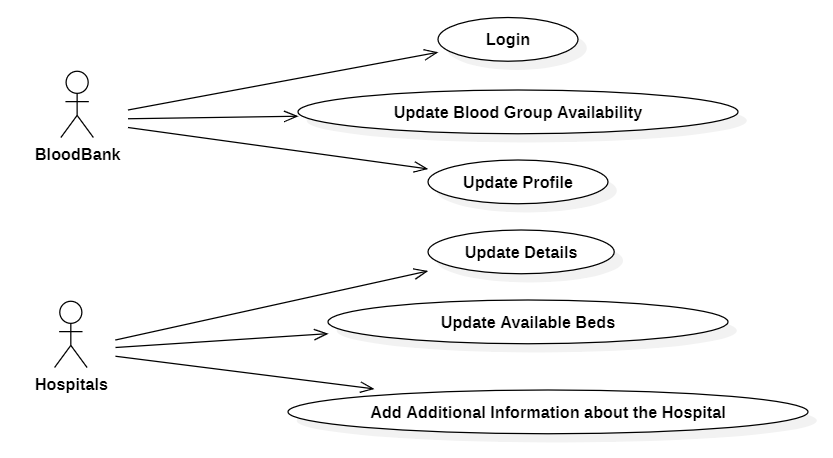 Login
Update Blood Group Availability
BloodBank
Update Profile
Update Details
Update Available Beds
Hospitals
Add Additional Information about the Hospital